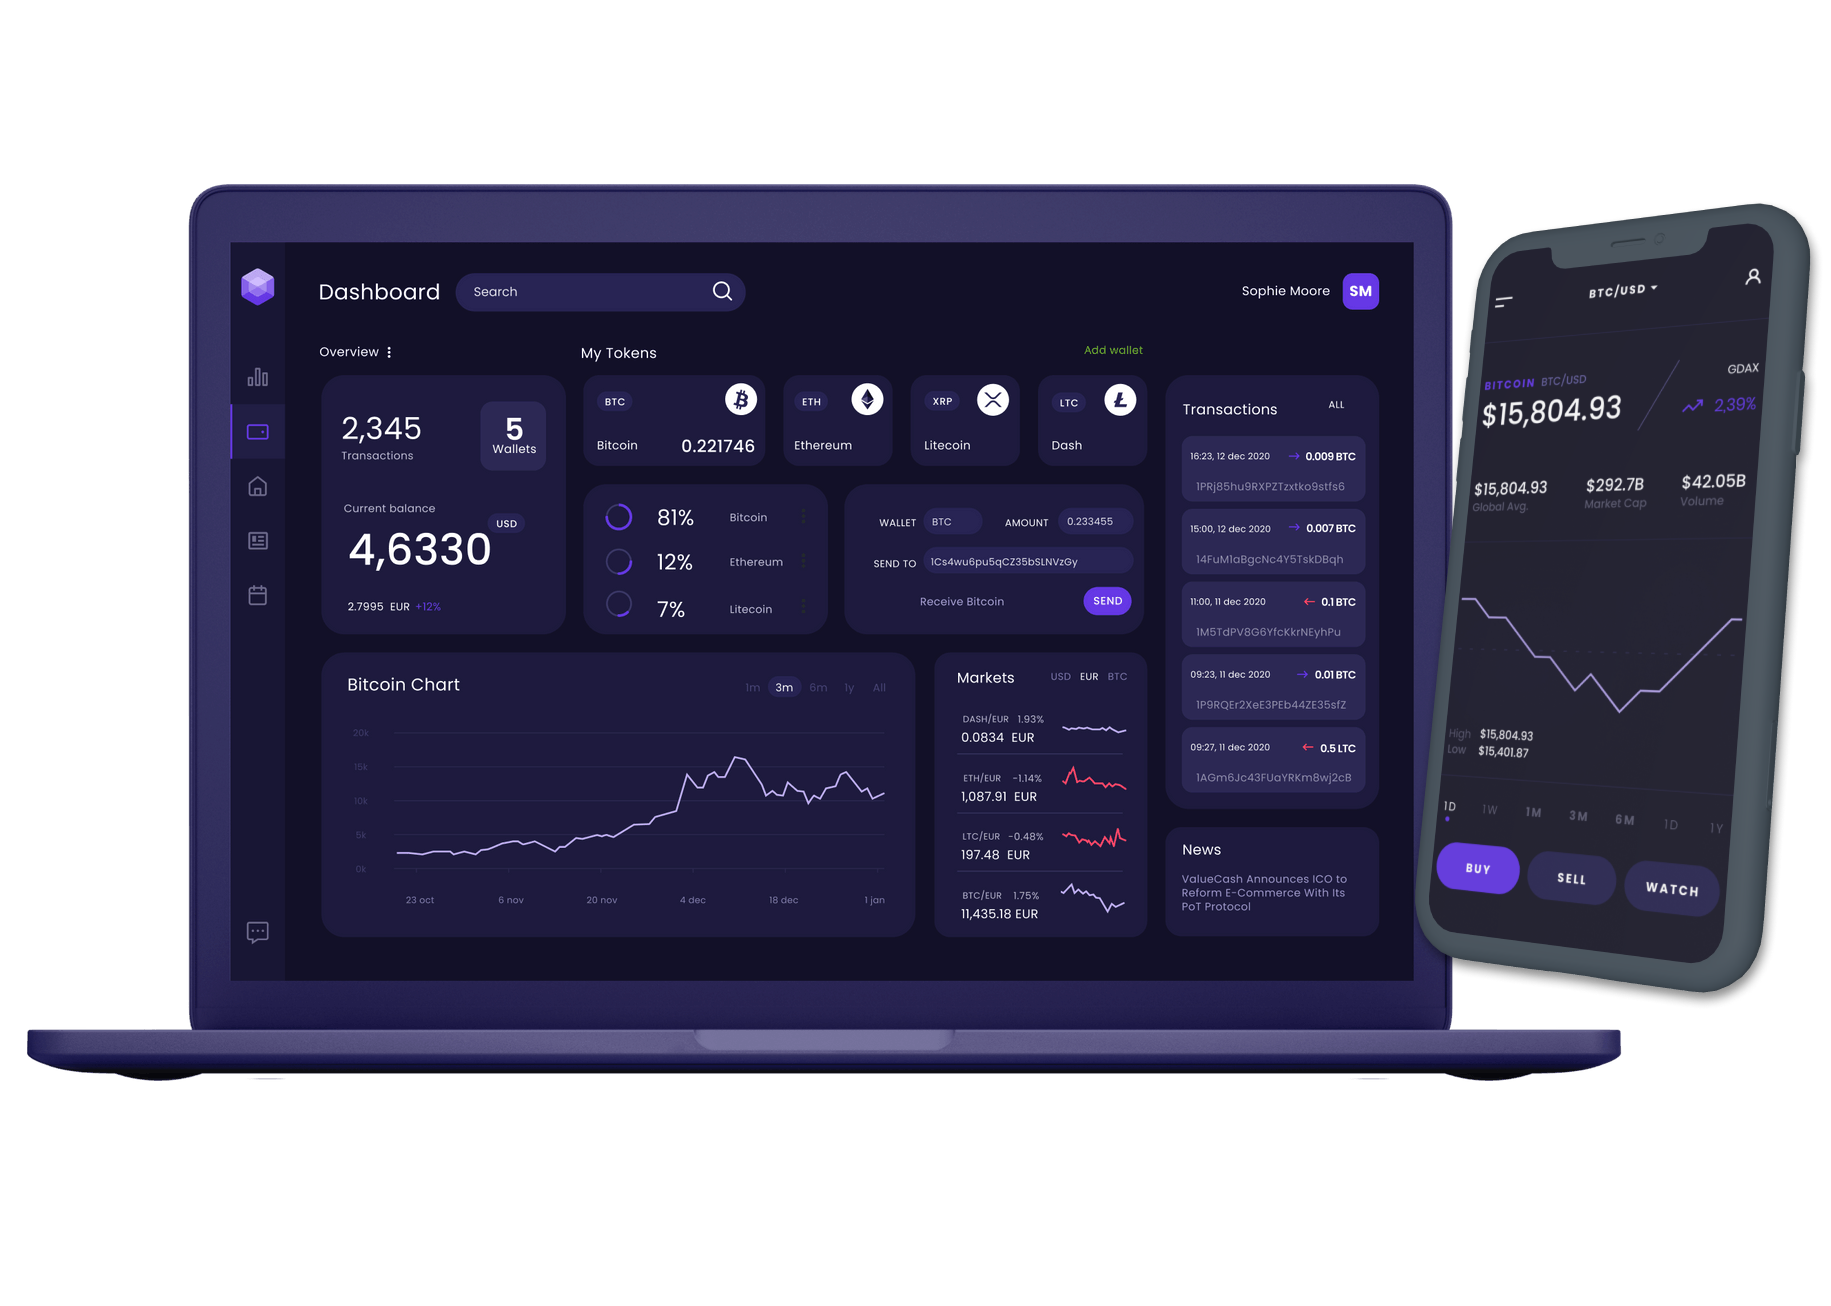 Dashboard
Search
Sophie Moore
SM
Overview
2,345
Transactions
5
Wallets
Current balance
USD
4,6330
2.7995 EUR +12%
My Tokens
Add wallet
BTC
Bitcoin
0.221746
ETH
Ethereum
XRP
Litecoin
LTC
Dash
81% Bitcoin
12% Ethereum
7% Litecoin
WALLET BTC AMOUNT 0.233455
SEND TO 1Cs4wu6pu5qCZ35bSLNVzGy
Receive Bitcoin SEND
Transactions ALL
16:23, 12 dec 2020 → 0.009 BTC
1PRj85hu9RXPZTzxtko9stfs6
15:00, 12 dec 2020 → 0.007 BTC
14FuM1aBgcNc4Y5TskDBqh
11:00, 11 dec 2020 ← 0.1 BTC
1M5TdPV8G6YfcKkrNEyhPu
09:23, 11 dec 2020 → 0.01 BTC
1P9RQEr2XeE3PEb44ZE35sfZ
09:27, 11 dec 2020 ← 0.5 LTC
1AGm6Jc43FUaYRKm8wj2cB
Bitcoin Chart
1m 3m 6m 1y All
20k
15k
10k
5k
0k
23 oct 6 nov 20 nov 4 dec 18 dec 1 jan
Markets USD EUR BTC
DASH/EUR 1.93%
0.0834 EUR
ETH/EUR -1.14%
1,087.91 EUR
LTC/EUR -0.48%
197.48 EUR
BTC/EUR 1.75%
11,435.18 EUR
News
ValueCash Announces ICO to
Reform E-Commerce With Its
PoT Protocol
BTC/USD
BITCOIN BTC/USD
$15,804.93
GDAX
2,39%
$15,804.93
Global Avg.
$292.7B
Market Cap
$42.05B
Volume
High $15,804.93
Low $15,401.87
1D 1W 1M 3M 6M 1D 1Y
BUY SELL WATCH